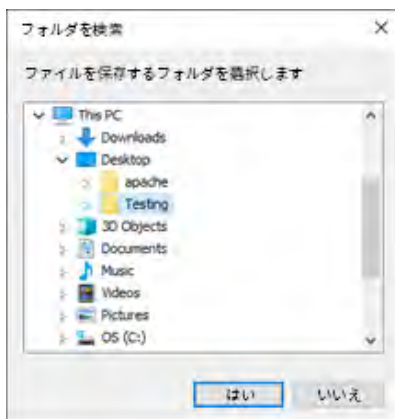 フォルダを検索
ファイルを保存するフォルダを選択します
This PC
Downloads
Desktop
apache
Testing
3D Objects
Documents
Music
Videos
Pictures
OS (C:)
はい
いいえ